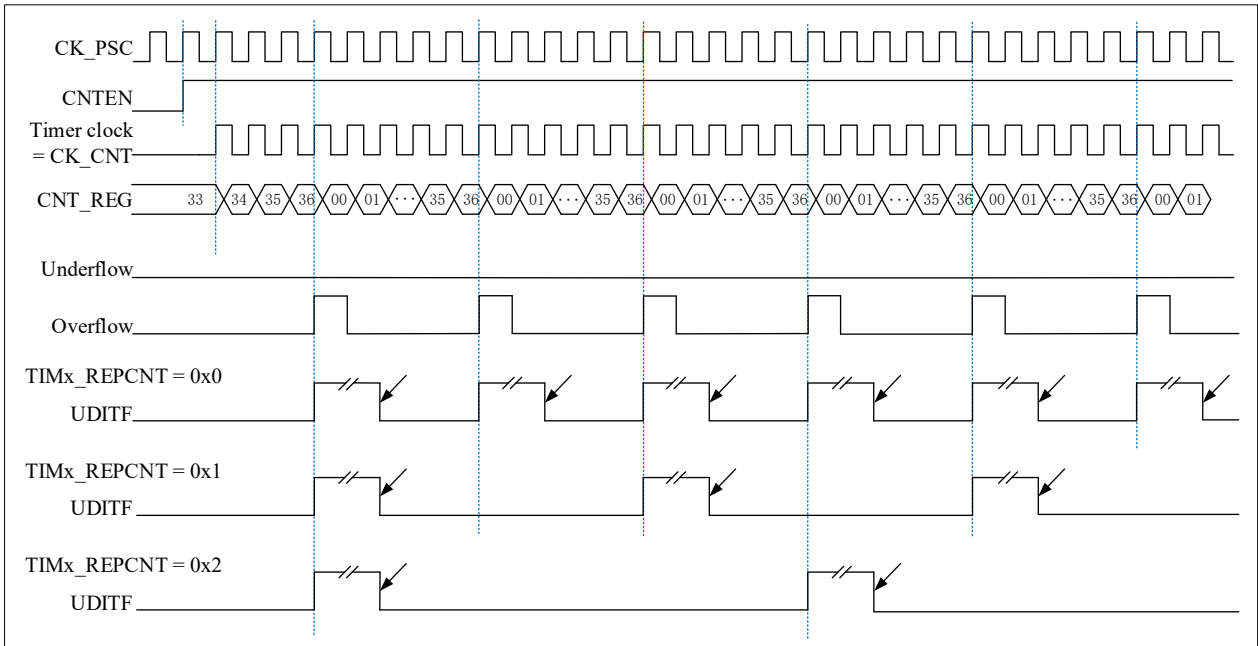 CK_PSC
CNTEN
Timer clock
= CK_CNT
CNT_REG 33 34 35 36 00 01 ··· 35 36 00 01 ··· 35 36 00 01 ··· 35 36 00 01 ··· 35 36 00 01 ··· 35 36 00 01
Underflow
Overflow
TIMx_REPCNT = 0x0
UDITF
TIMx_REPCNT = 0x1
UDITF
TIMx_REPCNT = 0x2
UDITF